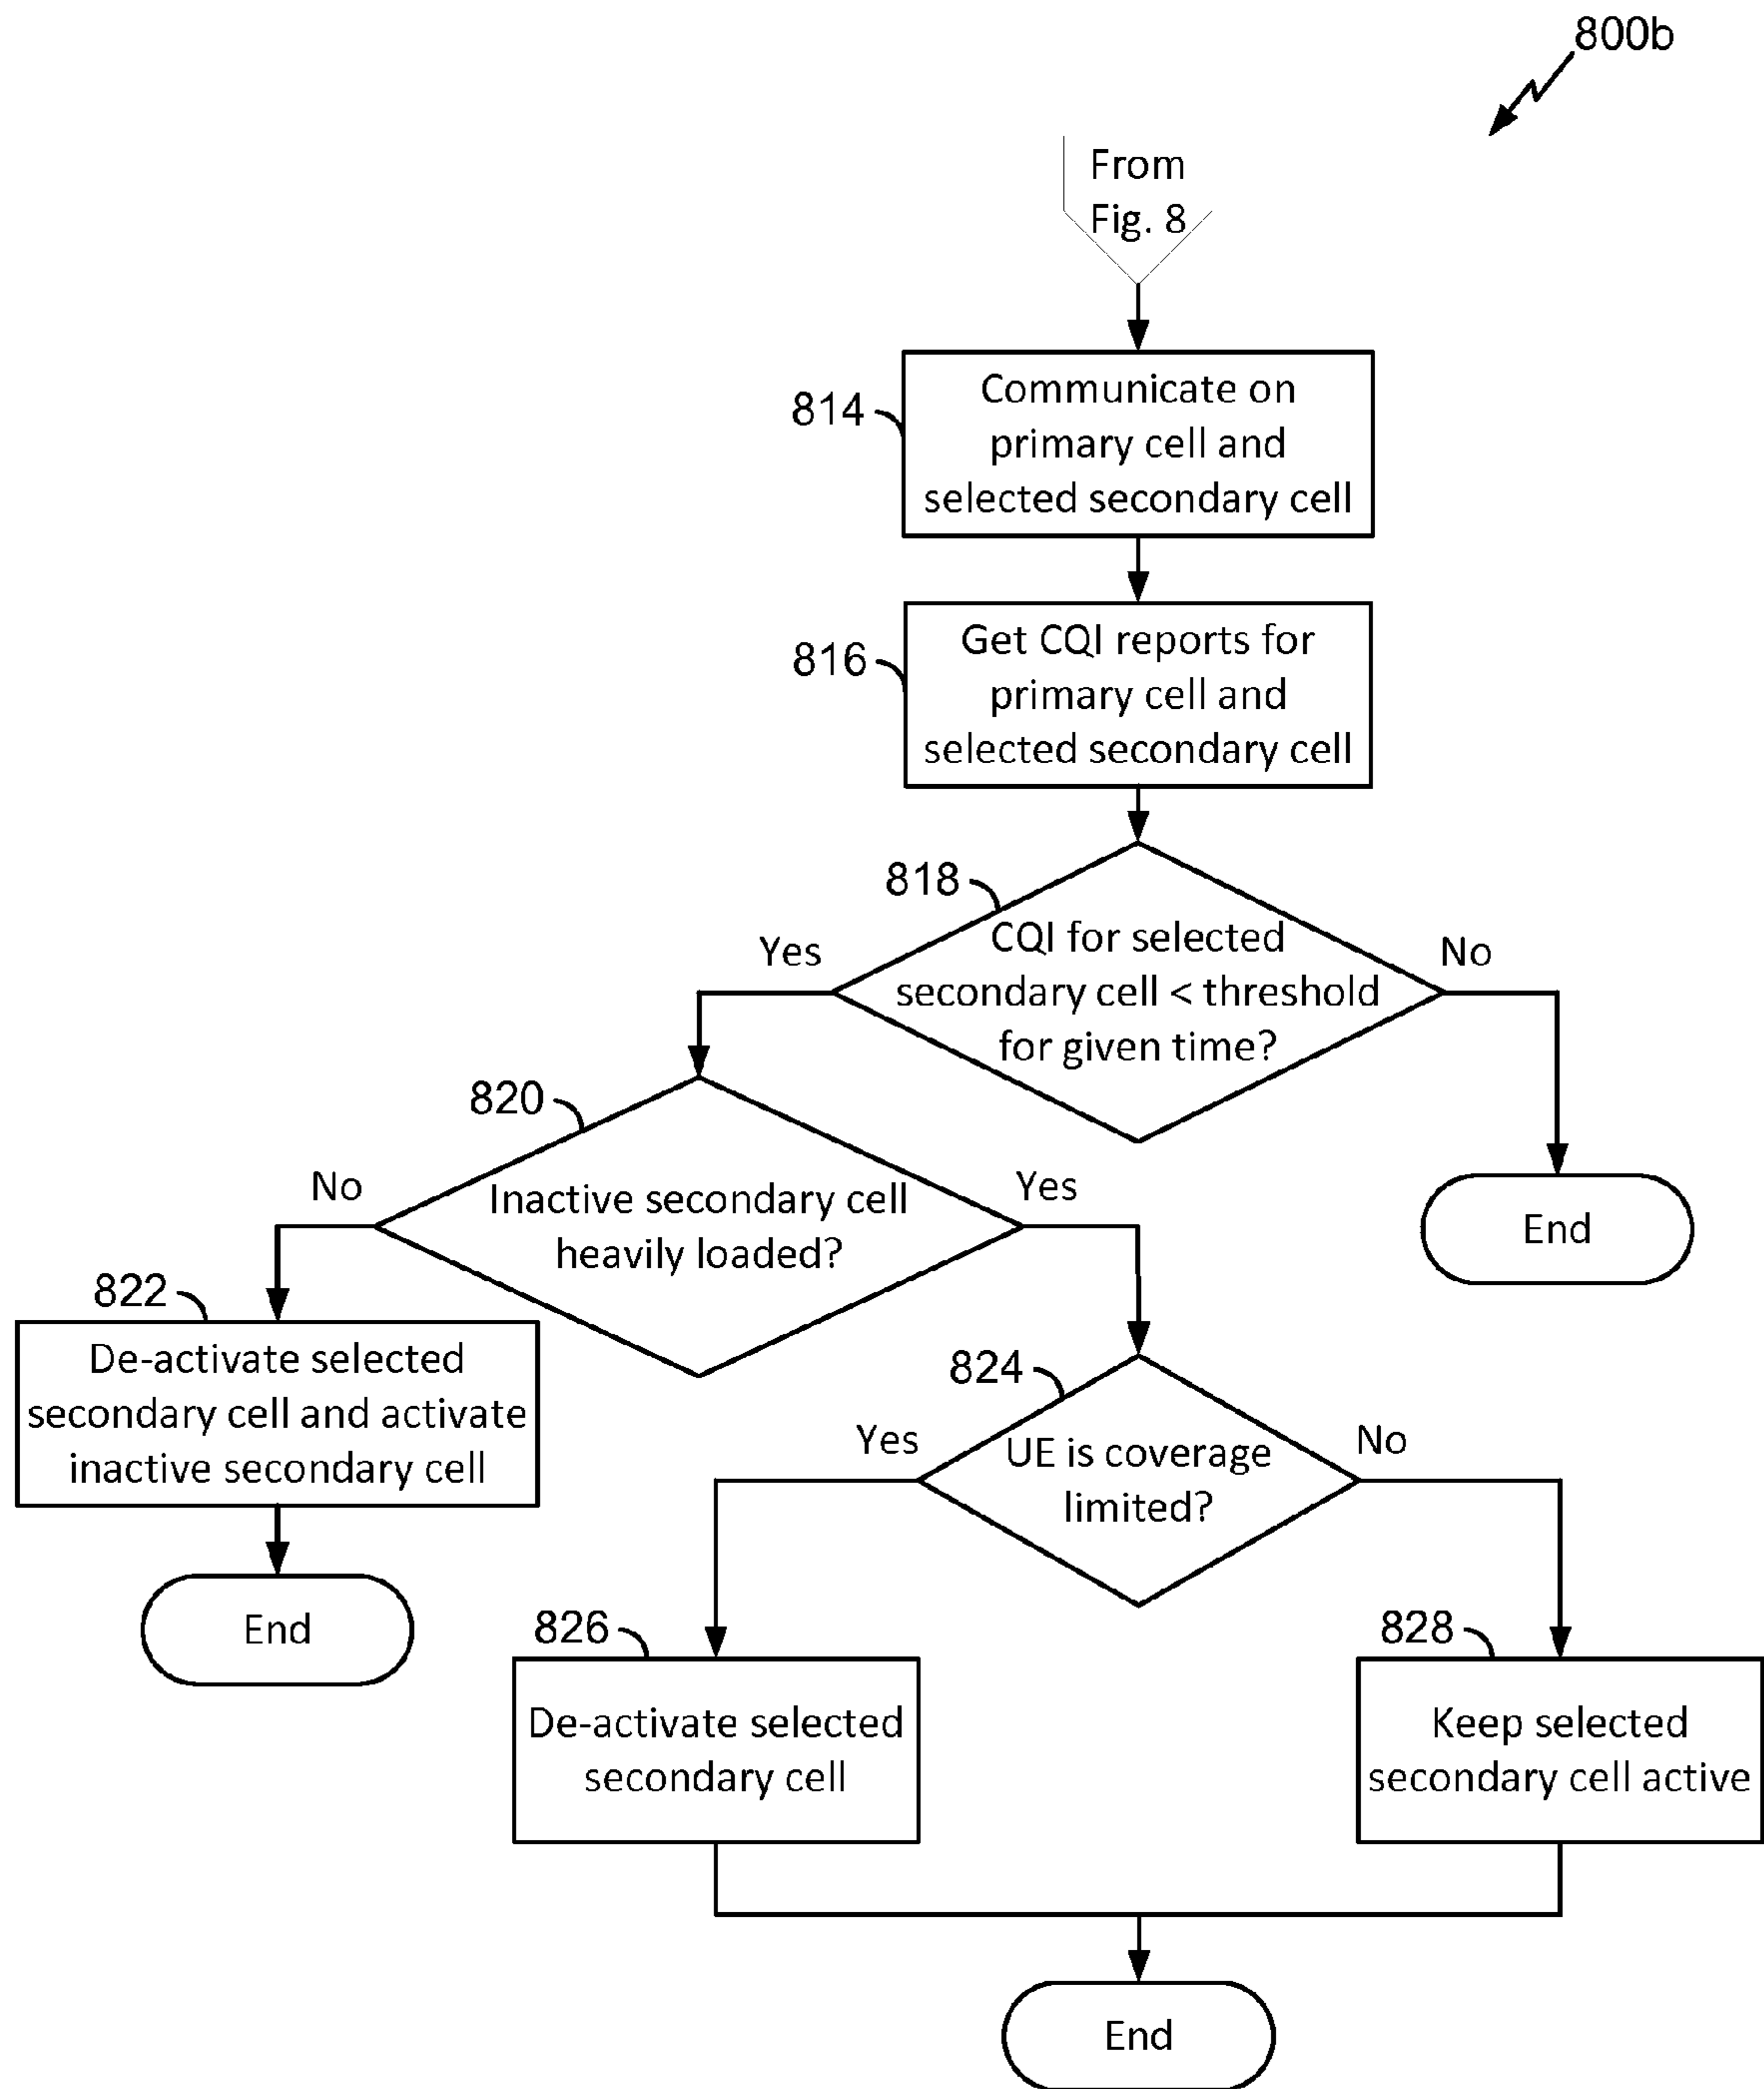 800b
From
Fig. 8
814
Communicate on
primary cell and
selected secondary cell
816
Get CQI reports for
primary cell and
selected secondary cell
818
Yes
CQI for selected
secondary cell < threshold
for given time?
No
820
No
Inactive secondary cell
heavily loaded?
Yes
End
822
De-activate selected
secondary cell and activate
inactive secondary cell
824
Yes
UE is coverage
limited?
No
End
826
De-activate selected
secondary cell
828
Keep selected
secondary cell active
End